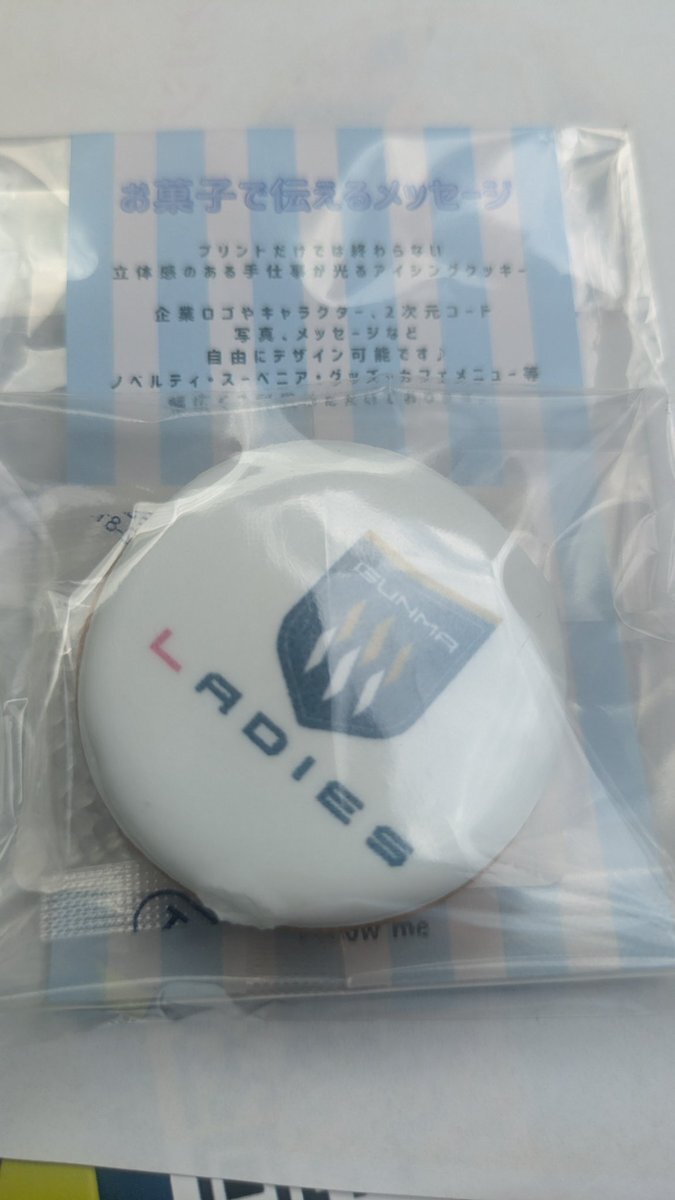 お菓子で伝えるメッセージ
プリントだけでは終わらない
立体感のある手仕事が光るアイシングクッキー
企業ロゴやキャラクター、2次元コード
写真、メッセージなど
自由にデザイン可能です♪
ノベルティ・スーベニア・グッズ・カフェメニュー等
GUNMA
LADIES
me